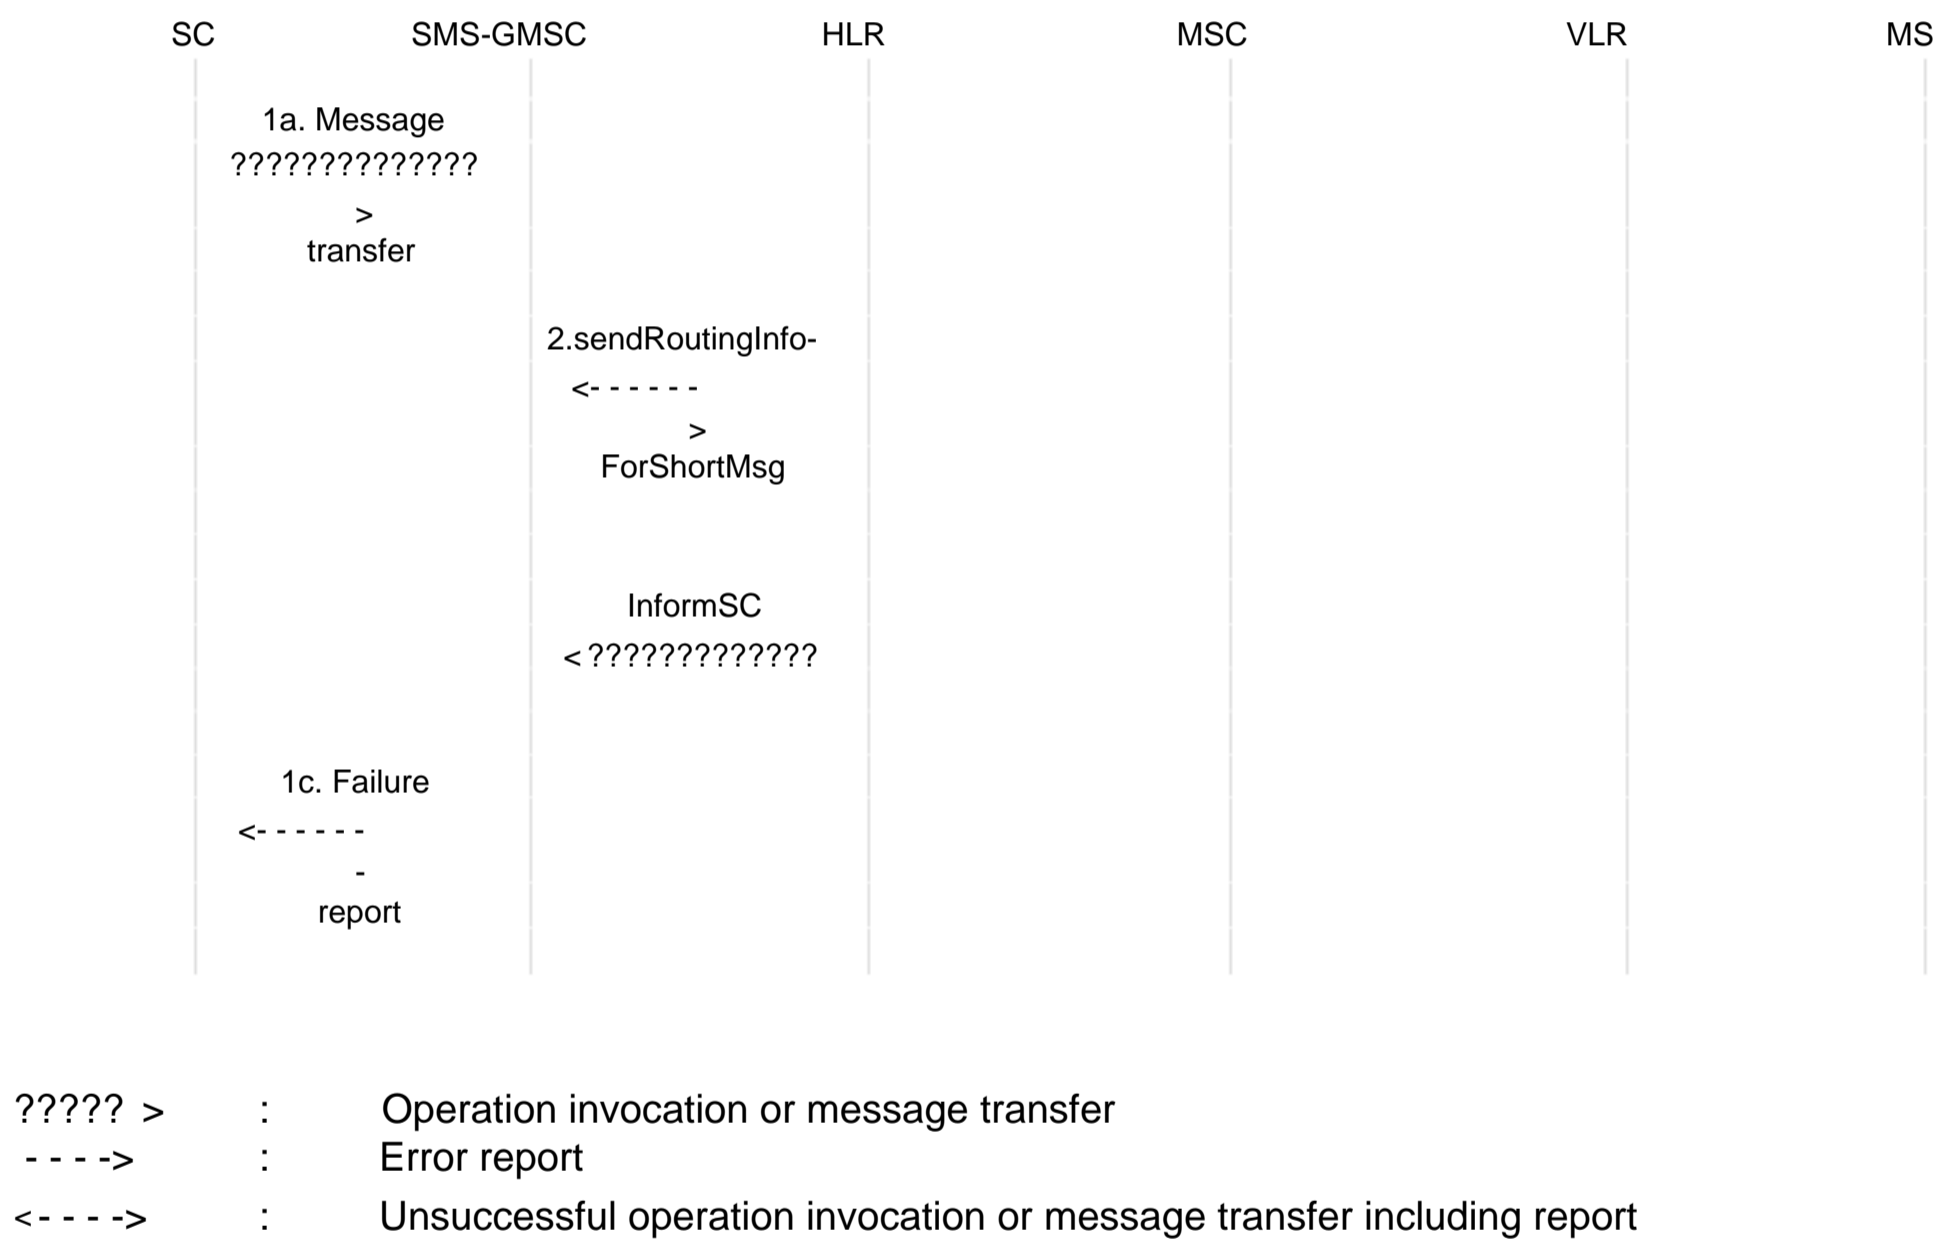 SC SMS-GMSC HLR MSC VLR MS
1a. Message
??????????????
>
transfer
2.sendRoutingInfo-
<- - - - - -
>
ForShortMsg
InformSC
<?????????????
1c. Failure
<- - - - - -
-
report
????? > : Operation invocation or message transfer
- - - -> : Error report
<- - - -> : Unsuccessful operation invocation or message transfer including report